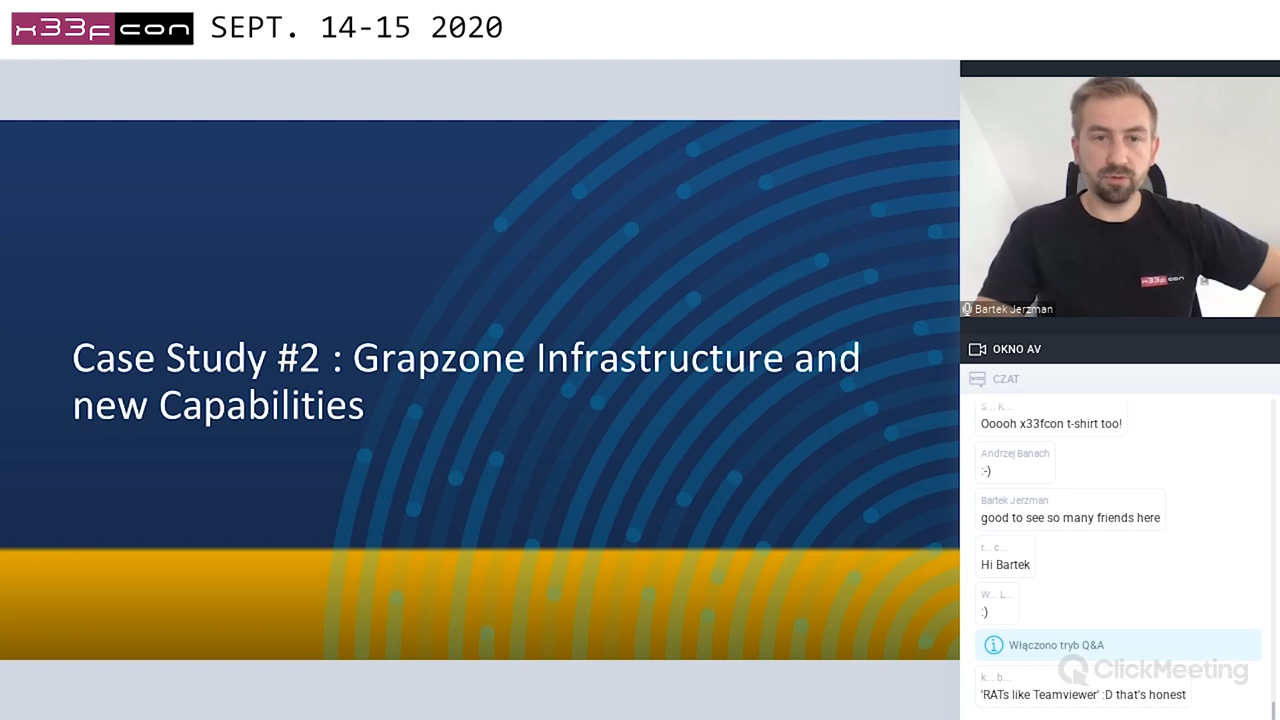 x33fcon SEPT. 14-15 2020
Case Study #2 : Grapzone Infrastructure and
new Capabilities
x33fcon
Bartek Jerzman
OKNO AV
CZAT
S... K...
Ooooh x33fcon t-shirt too!
Andrzej Banach
:-)
Bartek Jerzman
good to see so many friends here
r... c...
Hi Bartek
W... L...
:)
Włączono tryb Q&A
ClickMeeting
k... b...
'RATs like Teamviewer' :D that's honest